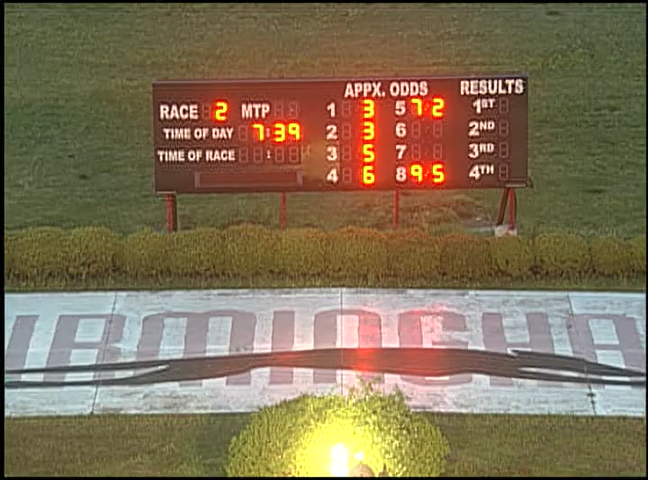 APPX. ODDS RESULTS
RACE 2 MTP 1 3 5 7-2 1ST
TIME OF DAY 7:39 2 3 6 2ND
TIME OF RACE : 3 5 7 3RD
4 6 8 9-5 4TH
IRMINGHA